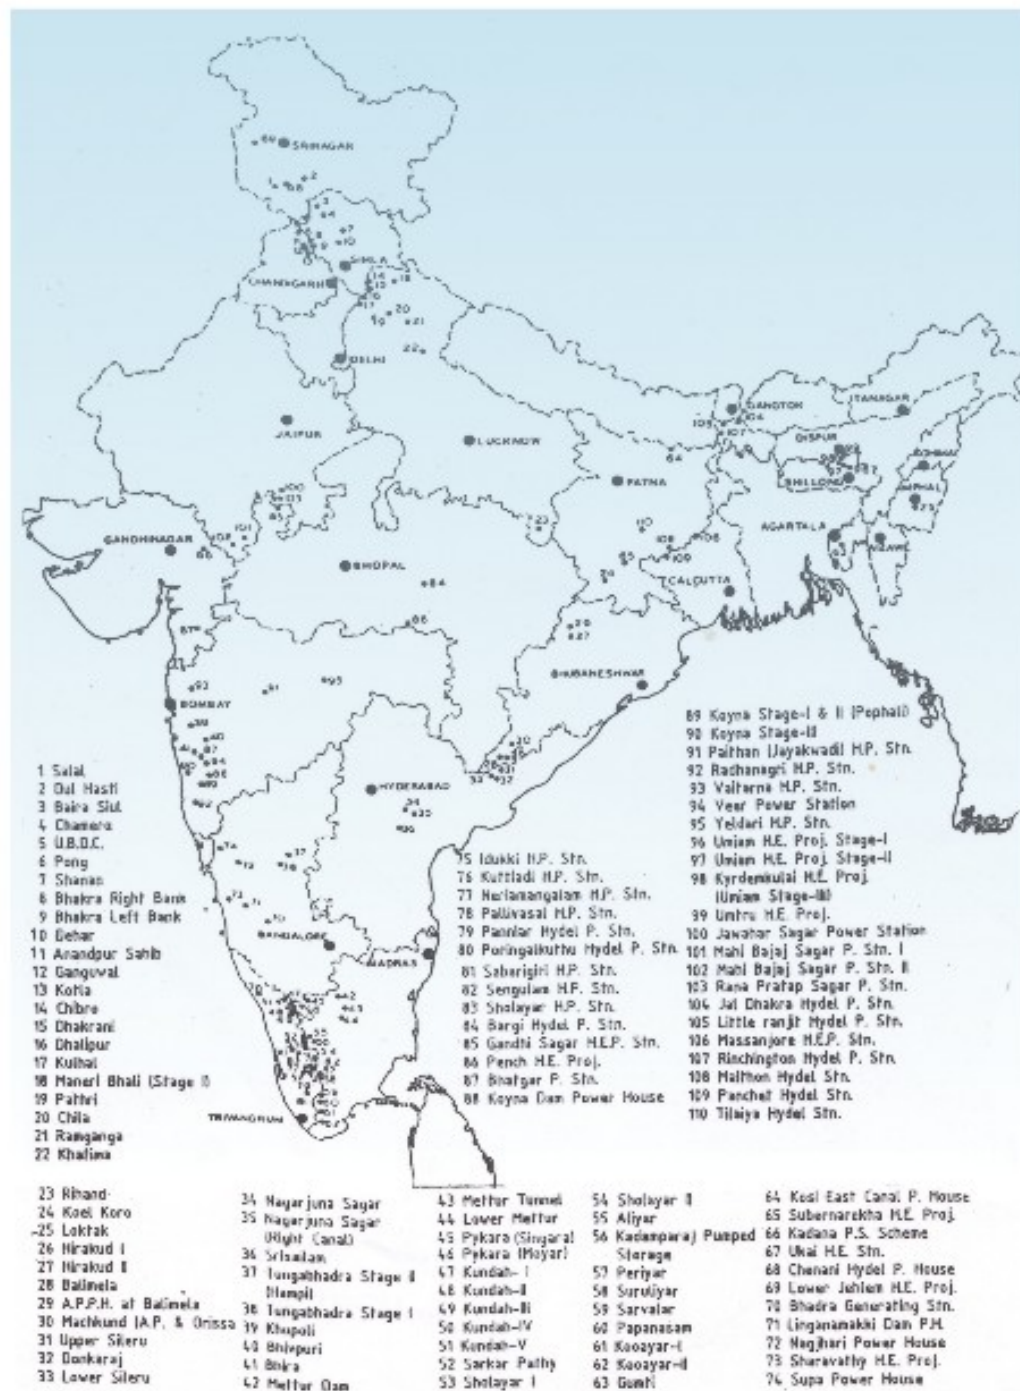 SRINAGAR
SIMLA
CHANDIGARH
DELHI
JAIPUR
LUCKNOW
GANGTOK
ITANAGAR
DISPUR
SHILLONG
PATNA
AGARTALA
GANDHINAGAR
BHOPAL
CALCUTTA
BHUBANESHWAR
BOMBAY
HYDERABAD
BANGALORE
MADRAS
TRIVANDRUM
1 Salal
2 Dul Hasti
3 Baira Siul
4 Chamera
5 U.B.D.C.
6 Pong
7 Shanan
8 Bhakra Right Bank
9 Bhakra Left Bank
10 Dehar
11 Anandpur Sahib
12 Ganguwal
13 Kotla
14 Chibro
15 Dhakrani
16 Dhalipur
17 Kulhal
18 Maneri Bhali (Stage I)
19 Pathri
20 Chila
21 Ramganga
22 Khatima
23 Rihand
24 Koel Koro
25 Loktak
26 Hirakud I
27 Hirakud II
28 Balimela
29 A.P.P.H. at Balimela
30 Machkund (A.P. & Orissa
31 Upper Sileru
32 Donkaraj
33 Lower Sileru
34 Nagarjuna Sagar
35 Nagarjuna Sagar
(Right Canal)
36 Srisailam
37 Tungabhadra Stage II
(Hampi)
38 Tungabhadra Stage I
39 Khupoli
40 Bhivpuri
41 Bhira
42 Mettur Dam
43 Mettur Tunnel
44 Lower Mettur
45 Pykara (Singara)
46 Pykara (Moyar)
47 Kundah-I
48 Kundah-II
49 Kundah-III
50 Kundah-IV
51 Kundah-V
52 Sarkar Pathy
53 Sholayar I
54 Sholayar II
55 Aliyar
56 Kadamparai Pumped
Storage
57 Periyar
58 Suruliyar
59 Sarvalar
60 Papanasam
61 Kooayar-I
62 Kooayar-II
63 Gumti
64 Kosi East Canal P. House
65 Subernarekha H.E. Proj.
66 Kadana P.S. Scheme
67 Ukai H.E. Stn.
68 Chenani Hydel P. House
69 Lower Jehlem H.E. Proj.
70 Bhadra Generating Stn.
71 Linganamakki Dam P.H.
72 Nagjhari Power House
73 Sharavathy H.E. Proj.
74 Supa Power House
75 Idukki H.P. Stn.
76 Kuttiadi H.P. Stn.
77 Neriamangalam H.P. Stn.
78 Pallivasal H.P. Stn.
79 Panniar Hydel P. Stn.
80 Poringalkuthu Hydel P. Stn.
81 Sabarigiri H.P. Stn.
82 Sengulam H.P. Stn.
83 Sholayar H.P. Stn.
84 Bargi Hydel P. Stn.
85 Gandhi Sagar H.E.P. Stn.
86 Pench H.E. Proj.
87 Bhatgar P. Stn.
88 Koyna Dam Power House
89 Koyna Stage-I & II (Pophali)
90 Koyna Stage-III
91 Paithan (Jayakwadi) H.P. Stn.
92 Radhanagri H.P. Stn.
93 Vaitarna H.P. Stn.
94 Veer Power Station
95 Yeldari H.P. Stn.
96 Umiam H.E. Proj. Stage-I
97 Umiam H.E. Proj. Stage-II
98 Kyrdemkulai H.E. Proj.
(Umiam Stage-III)
99 Umtru H.E. Proj.
100 Jawahar Sagar Power Station
101 Mahi Bajaj Sagar P. Stn. I
102 Mahi Bajaj Sagar P. Stn. II
103 Rana Pratap Sagar P. Stn.
104 Jal Dhakra Hydel P. Stn.
105 Little ranjit Hydel P. Stn.
106 Massanjore H.E.P. Stn.
107 Rinchington Hydel P. Stn.
108 Maithon Hydel Stn.
109 Panchet Hydel Stn.
110 Tilaiya Hydel Stn.